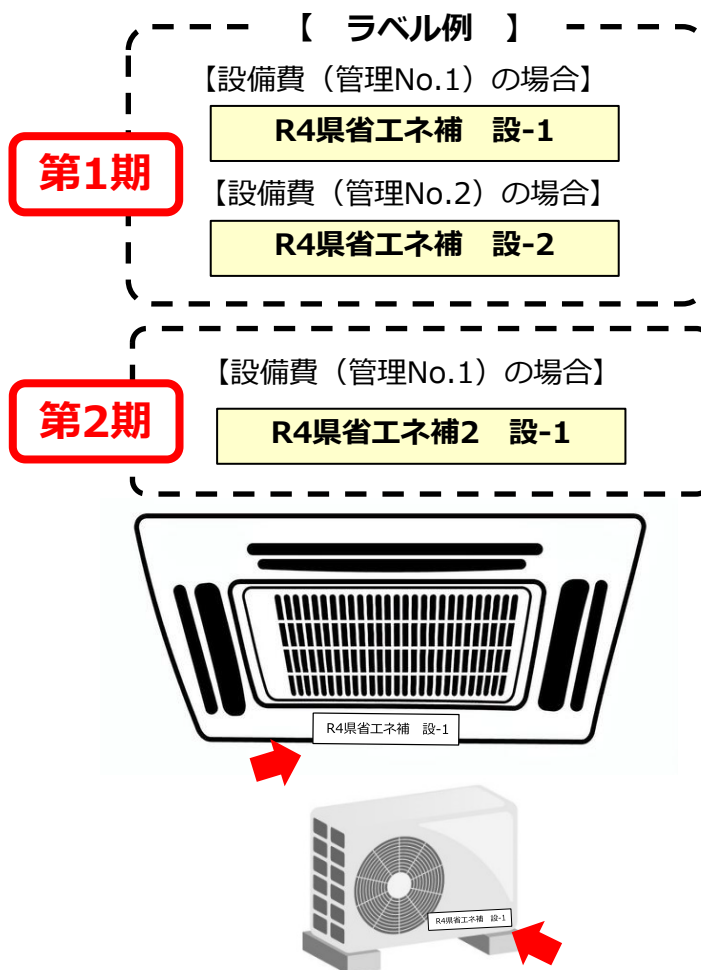 【　ラベル例　】
【設備費（管理No.1）の場合】
R4県省エネ補　設-1
第1期
【設備費（管理No.2）の場合】
R4県省エネ補　設-2
【設備費（管理No.1）の場合】
第2期
R4県省エネ補2　設-1
R4県省エネ補　設-1
R4県省エネ補　設-1